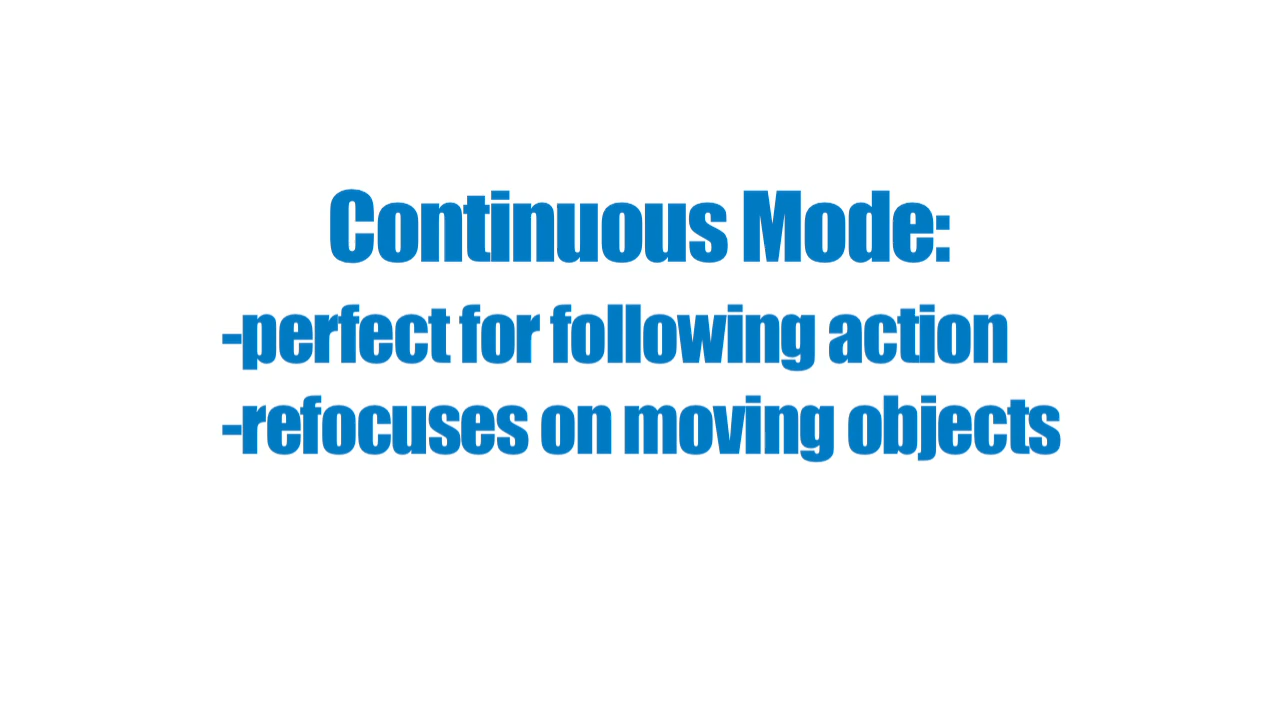 Continuous Mode:
-perfect for following action
-refocuses on moving objects